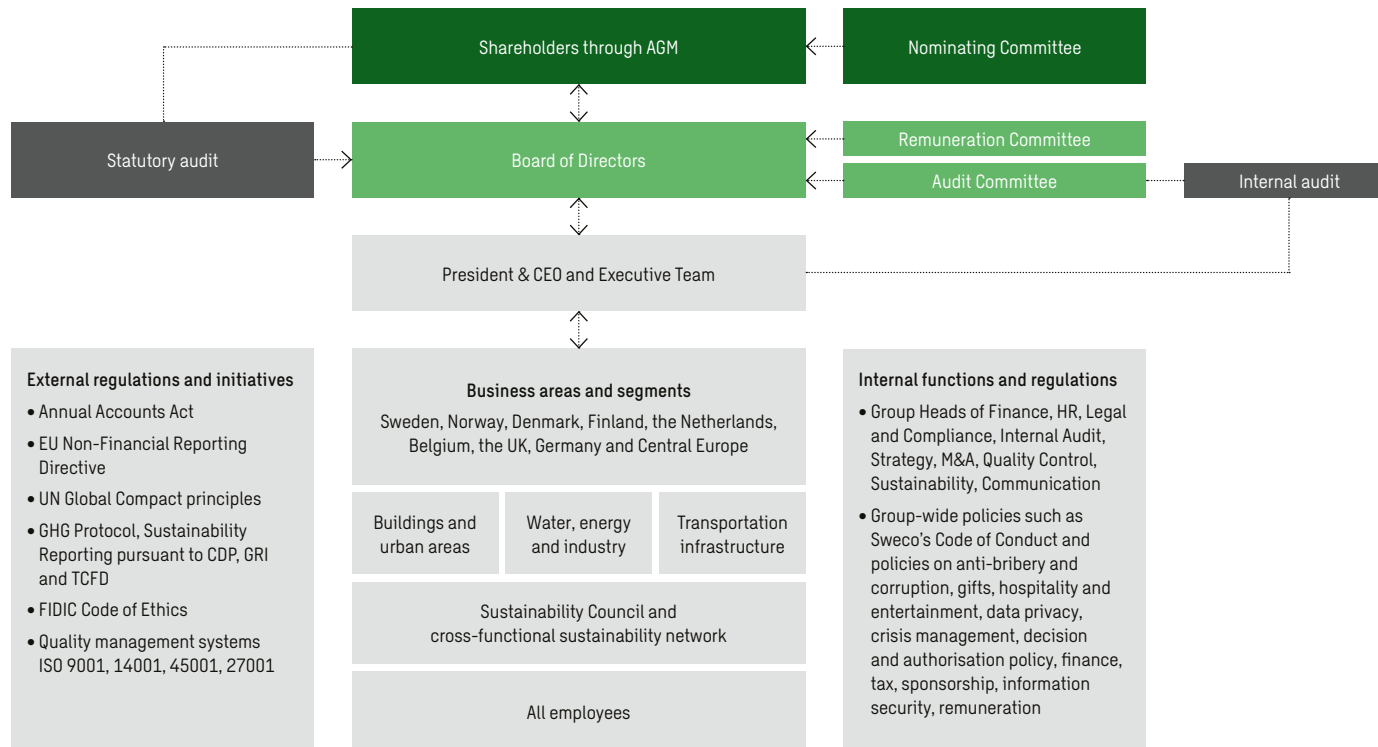 Shareholders through AGM
Nominating Committee
Statutory audit
Board of Directors
Remuneration Committee
Audit Committee
Internal audit
President & CEO and Executive Team
External regulations and initiatives
• Annual Accounts Act
• EU Non-Financial Reporting
Directive
• UN Global Compact principles
• GHG Protocol, Sustainability
Reporting pursuant to CDP, GRI
and TCFD
• FIDIC Code of Ethics
• Quality management systems
ISO 9001, 14001, 45001, 27001
Business areas and segments
Sweden, Norway, Denmark, Finland, the Netherlands,
Belgium, the UK, Germany and Central Europe
Buildings and
urban areas
Water, energy
and industry
Transportation
infrastructure
Sustainability Council and
cross-functional sustainability network
All employees
Internal functions and regulations
• Group Heads of Finance, HR, Legal
and Compliance, Internal Audit,
Strategy, M&A, Quality Control,
Sustainability, Communication
• Group-wide policies such as
Sweco’s Code of Conduct and
policies on anti-bribery and
corruption, gifts, hospitality and
entertainment, data privacy,
crisis management, decision
and authorisation policy, finance,
tax, sponsorship, information
security, remuneration